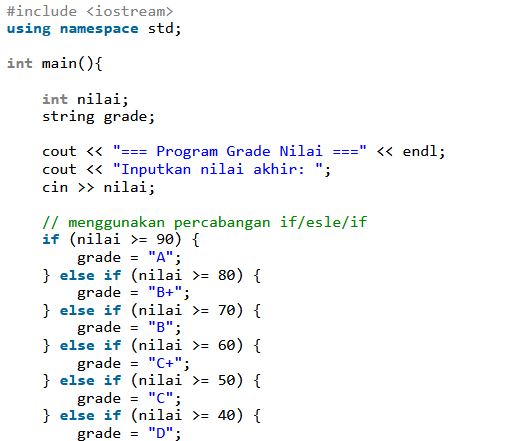 #include <iostream>
using namespace std;
int main(){
int nilai;
string grade;
cout << "=== Program Grade Nilai ===" << endl;
cout << "Inputkan nilai akhir: ";
cin >> nilai;
// menggunakan percabangan if/esle/if
if (nilai >= 90) {
grade = "A";
} else if (nilai >= 80) {
grade = "B+";
} else if (nilai >= 70) {
grade = "B";
} else if (nilai >= 60) {
grade = "C+";
} else if (nilai >= 50) {
grade = "C";
} else if (nilai >= 40) {
grade = "D";